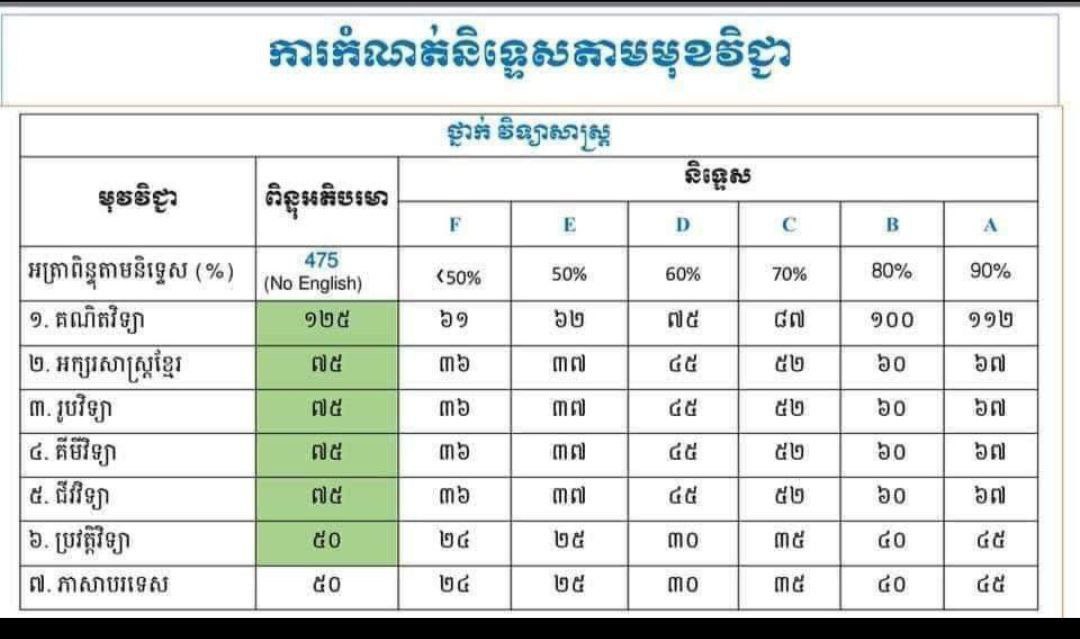 ការកំណត់និទ្ទេសតាមមុខវិជ្ជា
ថ្នាក់ វិទ្យាសាស្ត្រ
មុខវិជ្ជា ពិន្ទុអតិបរមា និទ្ទេស
F E D C B A
អត្រាពិន្ទុតាមនិទ្ទេស (%) 475 (No English) <50% 50% 60% 70% 80% 90%
១. គណិតវិទ្យា ១២៥ ៦១ ៦២ ៧៥ ៨៧ ១០០ ១១២
២. អក្សរសាស្ត្រខ្មែរ ៧៥ ៣៦ ៣៧ ៤៥ ៥២ ៦០ ៦៧
៣. រូបវិទ្យា ៧៥ ៣៦ ៣៧ ៤៥ ៥២ ៦០ ៦៧
៤. គីមីវិទ្យា ៧៥ ៣៦ ៣៧ ៤៥ ៥២ ៦០ ៦៧
៥. ជីវវិទ្យា ៧៥ ៣៦ ៣៧ ៤៥ ៥២ ៦០ ៦៧
៦. ប្រវត្តិវិទ្យា ៥០ ២៤ ២៥ ៣០ ៣៥ ៤០ ៤៥
៧. ភាសាបរទេស ៥០ ២៤ ២៥ ៣០ ៣៥ ៤០ ៤៥